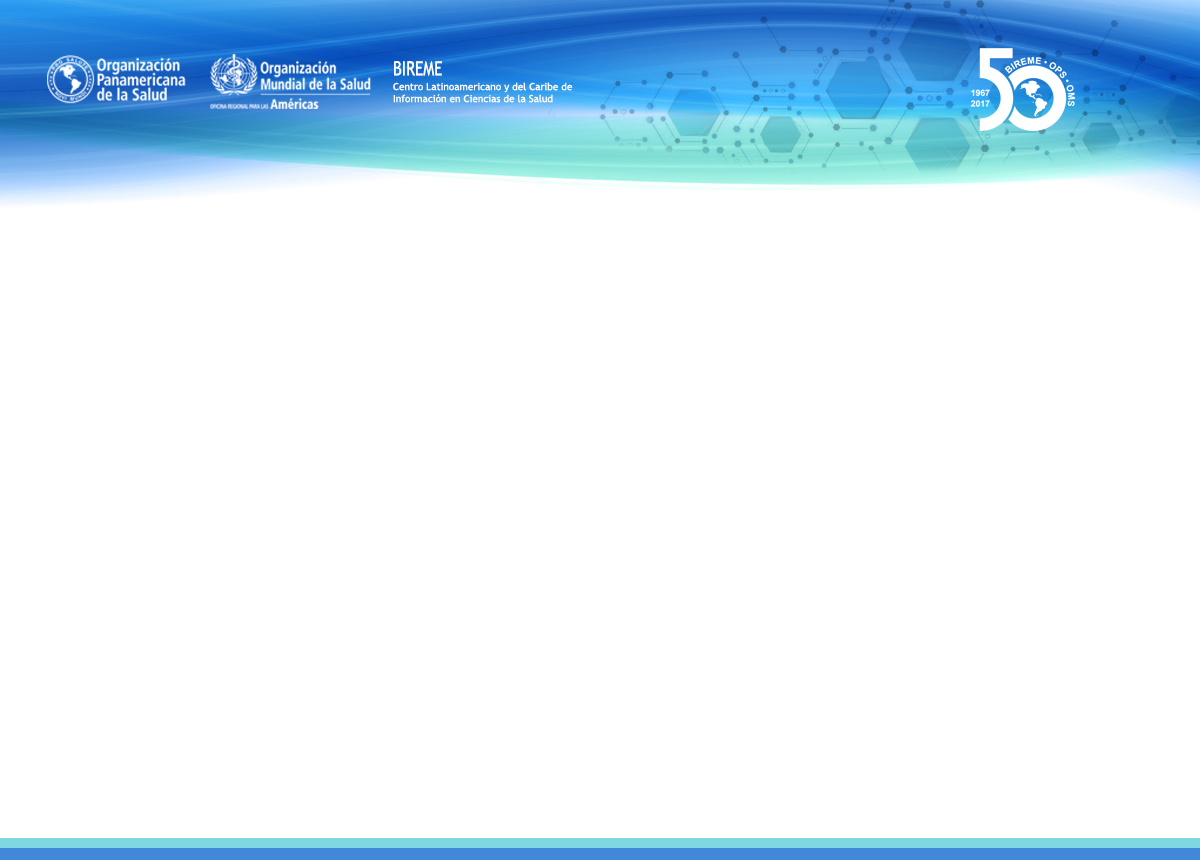 Organización
Panamericana
de la Salud
Organización
Mundial de la Salud
OFICINA REGIONAL PARA LAS Américas
BIREME
Centro Latinoamericano y del Caribe de
Información en Ciencias de la Salud
50
1967
2017
BIREME • OPS • OMS